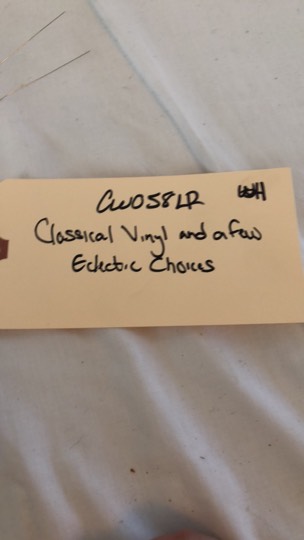 CW058LR
Classical Vinyl and a few
Eclectic Choices